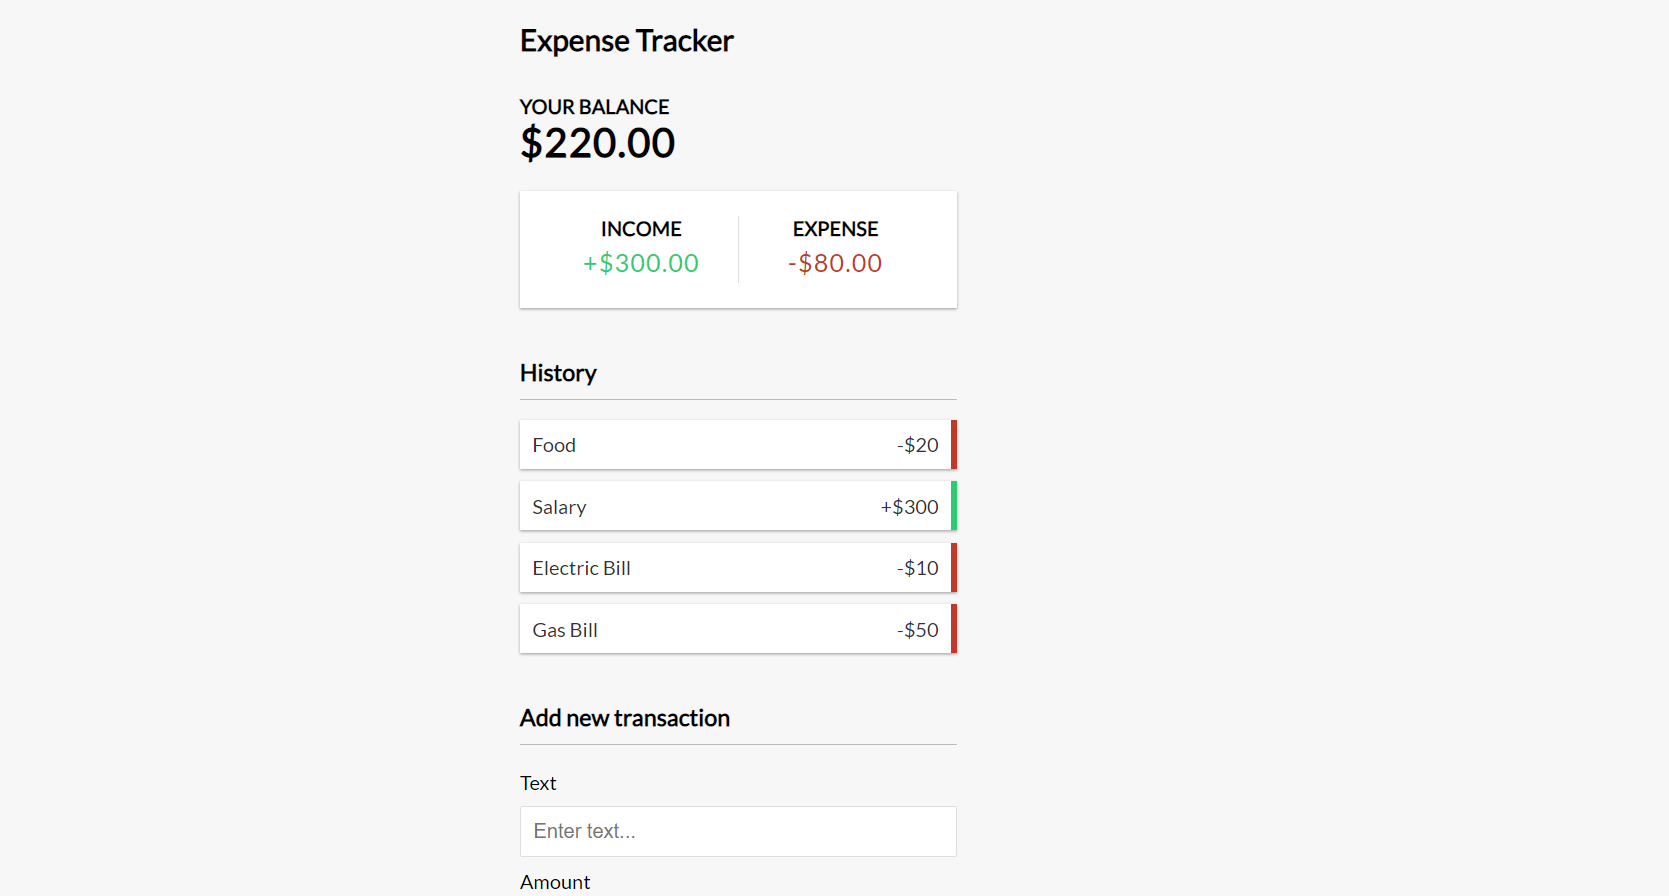 Expense Tracker
YOUR BALANCE
$220.00
INCOME EXPENSE
+$300.00 -$80.00
History
Food -$20
Salary +$300
Electric Bill -$10
Gas Bill -$50
Add new transaction
Text
Enter text...
Amount